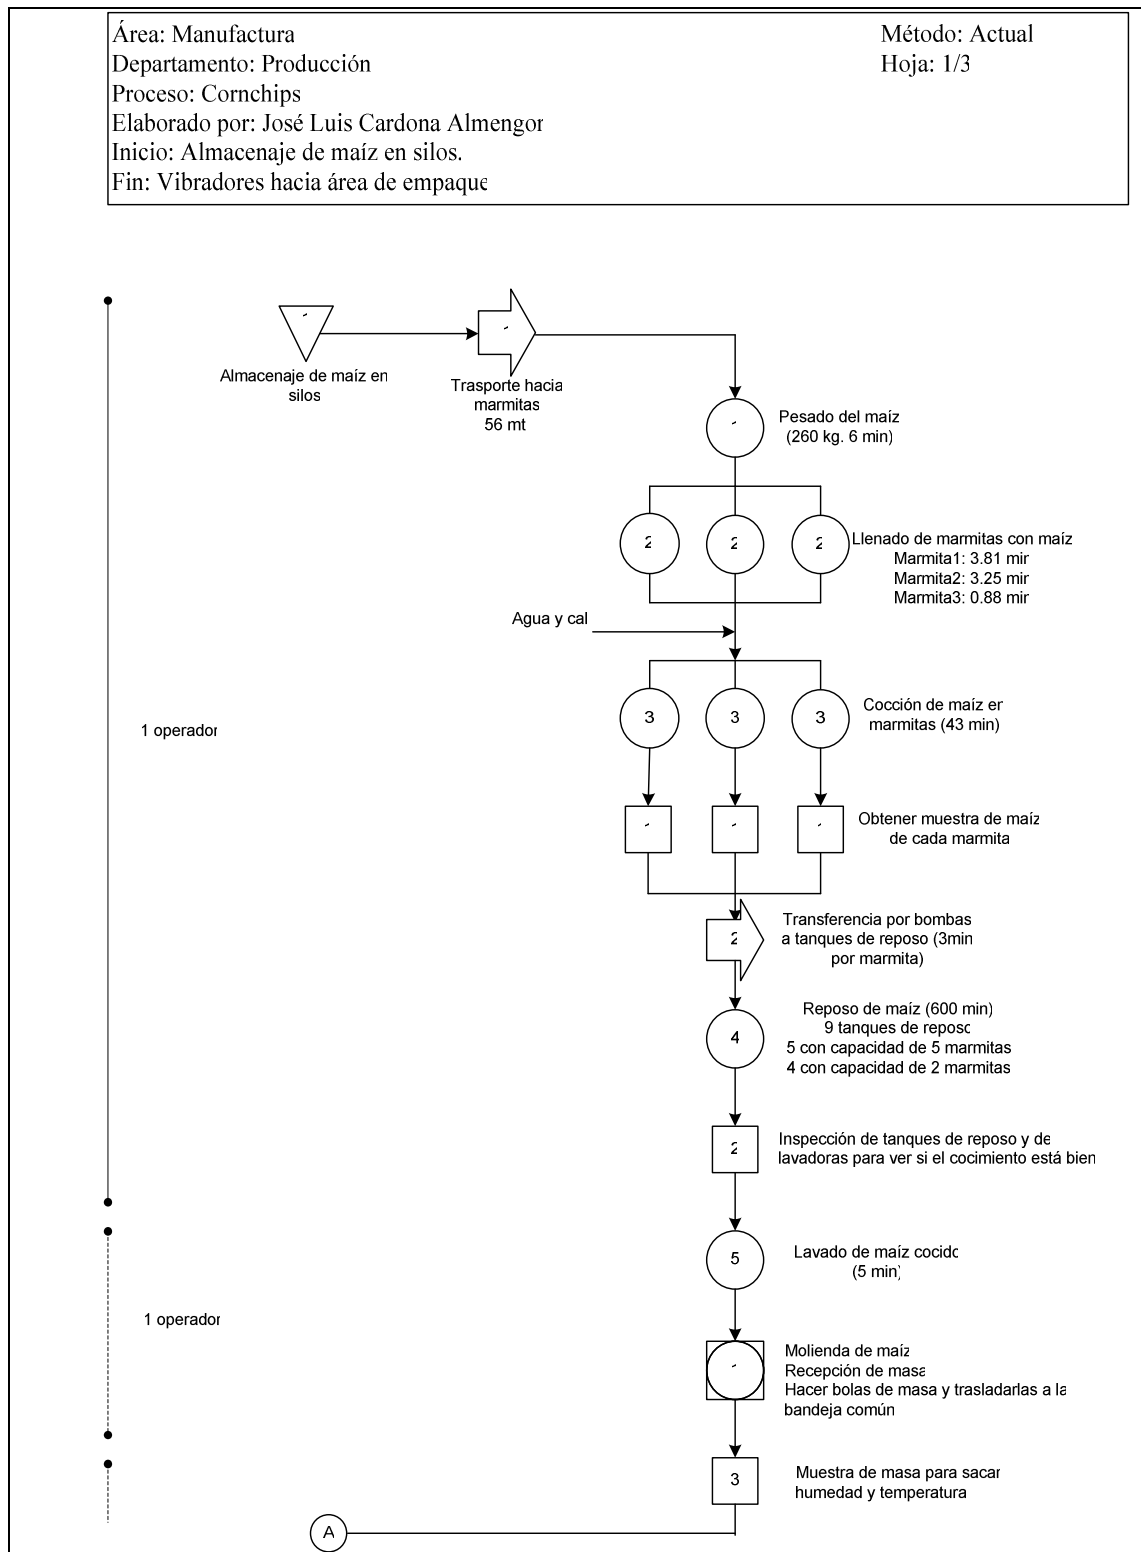 Área: Manufactura
Método: Actual
Departamento: Producción
Hoja: 1/3
Proceso: Cornchips
Elaborado por: José Luis Cardona Almengor
Inicio: Almacenaje de maíz en silos.
Fin: Vibradores hacia área de empaque
Almacenaje de maíz en
silos
Trasporte hacia
marmitas
56 mt
Pesado del maíz
(260 kg. 6 min)
2
2
2
Llenado de marmitas con maíz
Marmita1: 3.81 min
Marmita2: 3.25 min
Marmita3: 0.88 min
Agua y cal
3
3
3
Cocción de maíz en
marmitas (43 min)
1 operador
Obtener muestra de maíz
de cada marmita
2
Transferencia por bombas
a tanques de reposo (3min
por marmita)
4
Reposo de maíz (600 min)
9 tanques de reposo
5 con capacidad de 5 marmitas
4 con capacidad de 2 marmitas
2
Inspección de tanques de reposo y de
lavadoras para ver si el cocimiento está bien
5
Lavado de maíz cocido
(5 min)
1 operador
Molienda de maíz
Recepción de masa
Hacer bolas de masa y trasladarlas a la
bandeja común
3
Muestra de masa para sacar
humedad y temperatura
A